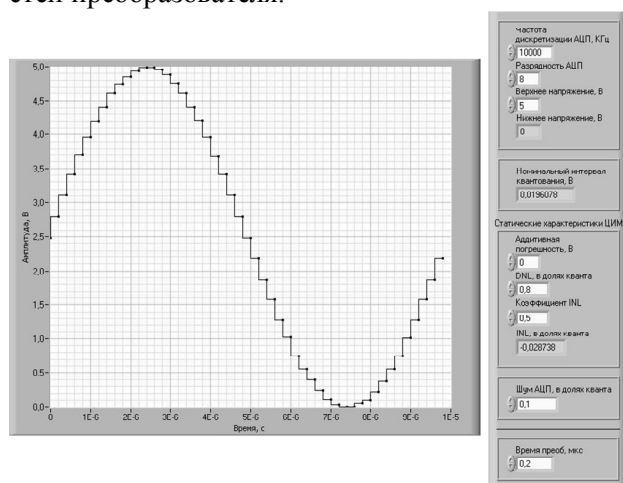 стей преобразователя.
Амплитуда, В
5,0-
4,5-
4,0-
3,5-
3,0-
2,5-
2,0-
1,5-
1,0-
0,5-
0,0-
0
1E-6
2E-6
3E-6
4E-6
5E-6
6E-6
7E-6
8E-6
9E-6
1E-5
Время, с
Частота
дискретизации АЦП, КГц
10000
Разрядность АЦП
8
Верхнее напряжение, В
5
Нижнее напряжение, В
0
Номинальный интервал
квантования, В
0,0196078
Статические характеристики ЦИМ
Аддитивная
погрешность, В
0
DNL, в долях кванта
0,8
Коэффициент INL
0,5
INL, в долях кванта
-0,028738
Шум АЦП, в долях кванта
0,1
Время преоб, мкс
0,2